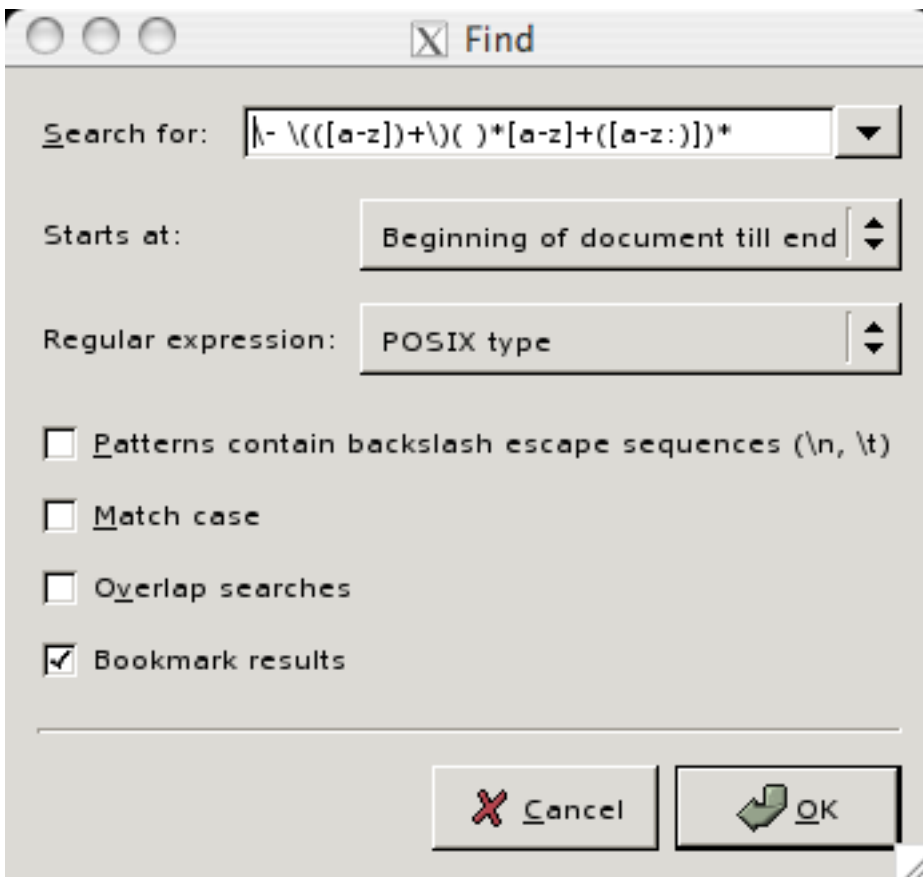 Find
Search for: \- \(([a-z])+\)( )*[a-z]+([a-z:)])*
Starts at: Beginning of document till end
Regular expression: POSIX type
Patterns contain backslash escape sequences (\n, \t)
Match case
Overlap searches
Bookmark results
Cancel OK